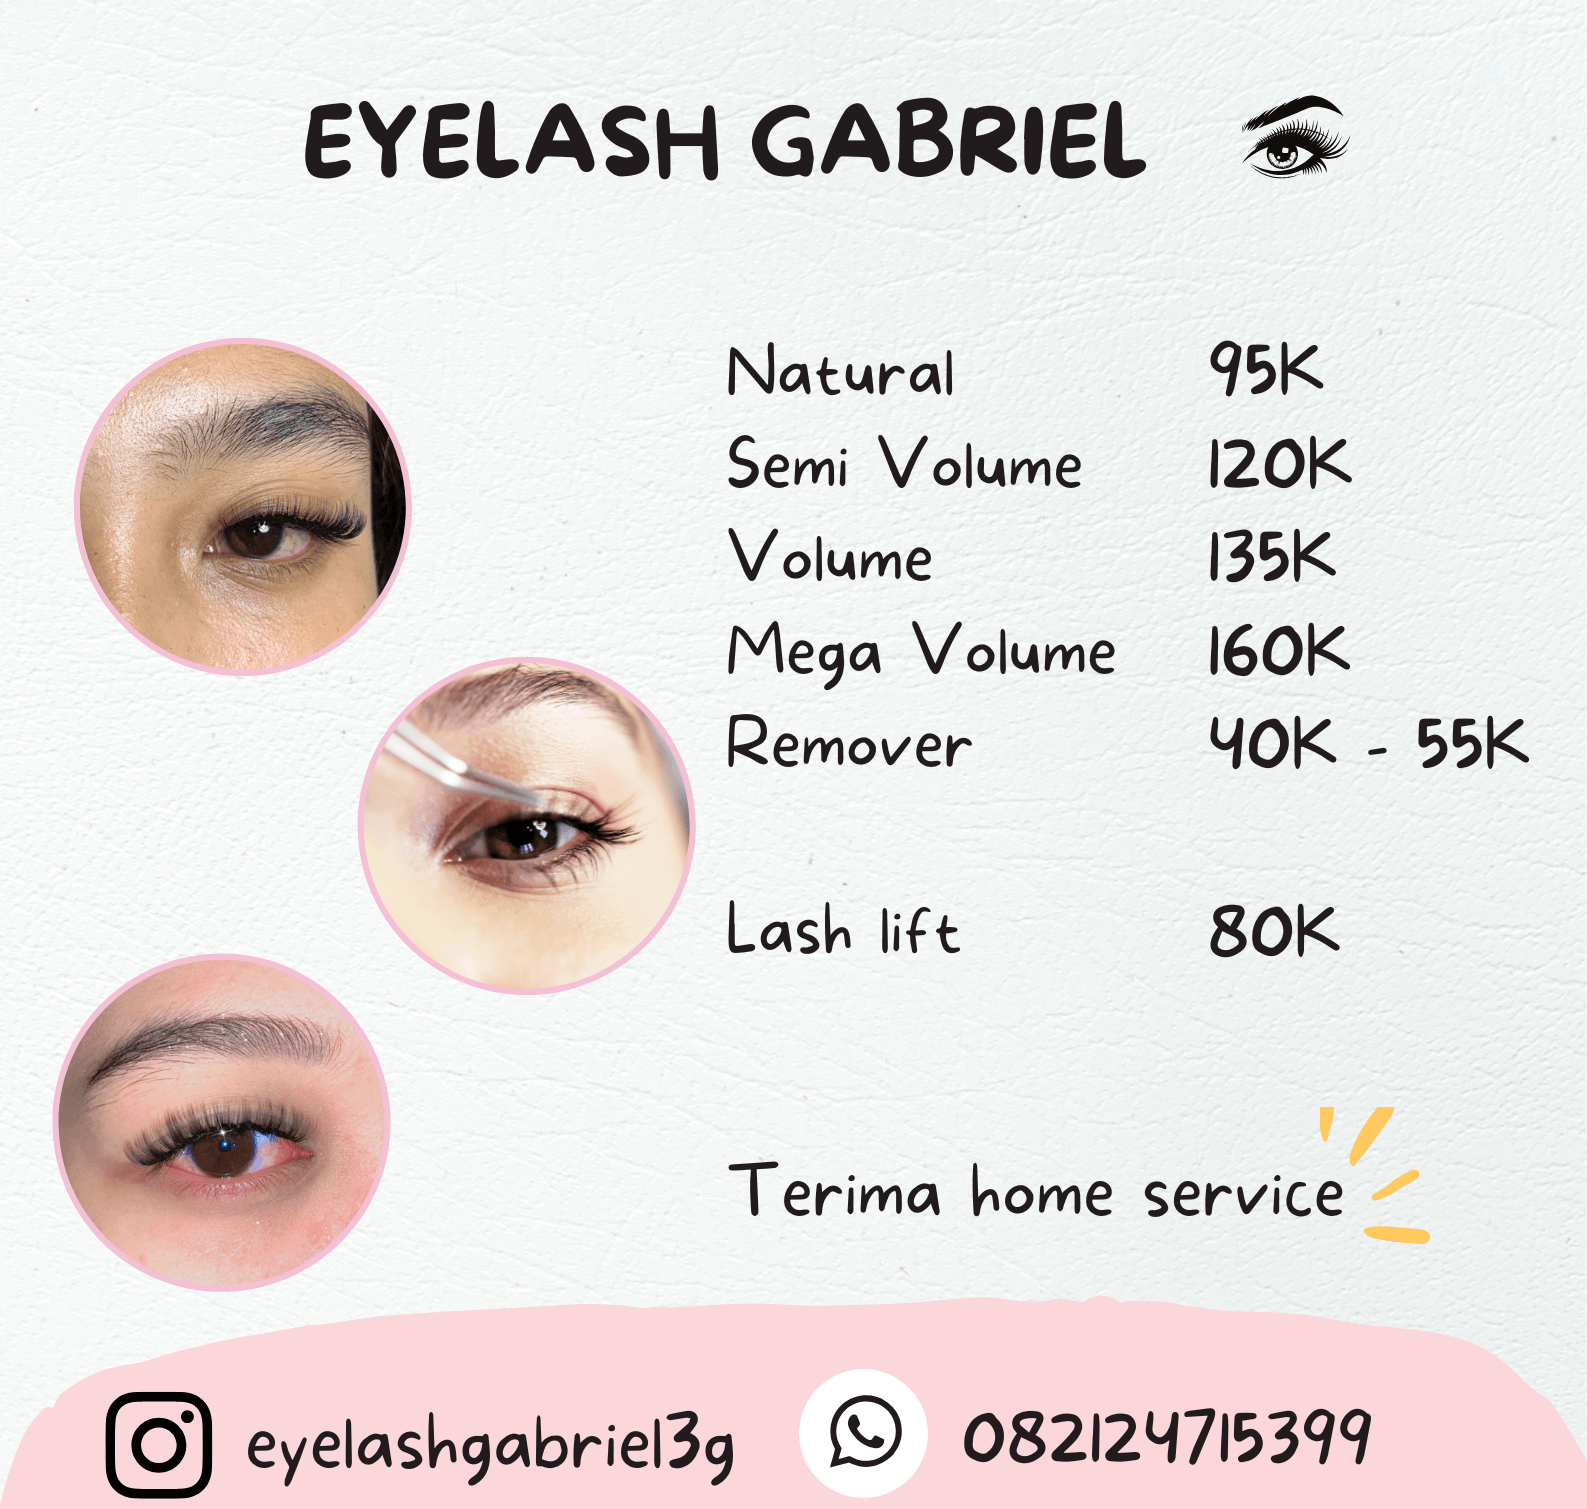 EYELASH GABRIEL
Natural 95K
Semi Volume 120K
Volume 135K
Mega Volume 160K
Remover 40K - 55K
Lash lift 80K
Terima home service
eyelashgabriel3g 082124715399